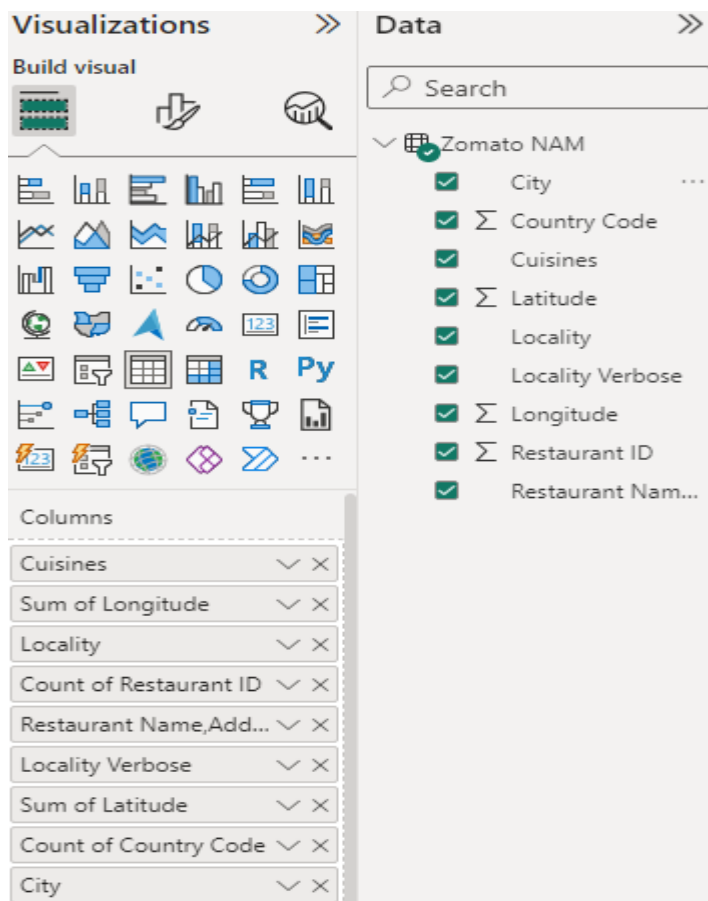 Visualizations
Build visual
123
R
Py
123
Columns
Cuisines
Sum of Longitude
Locality
Count of Restaurant ID
Restaurant Name,Add...
Locality Verbose
Sum of Latitude
Count of Country Code
City
Data
Search
Zomato NAM
City
Σ Country Code
Cuisines
Σ Latitude
Locality
Locality Verbose
Σ Longitude
Σ Restaurant ID
Restaurant Nam...